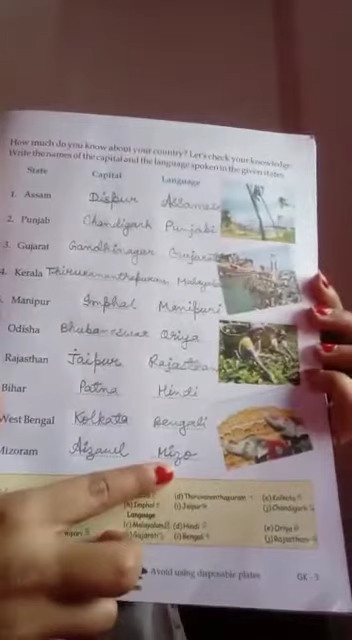 How much do you know about your country? Let's check your knowledge.
Write the names of the capital and the language spoken in the given states.
State Capital Language
1. Assam Dispur Assamese
2. Punjab Chandigarh Punjabi
3. Gujarat Gandhinagar Gujarati
4. Kerala Thiruvananthapuram Malayalam
Manipur Imphal Manipuri
Odisha Bhubaneswar Oriya
Rajasthan Jaipur Rajasthani
Bihar Patna Hindi
West Bengal Kolkata Bengali
Mizoram Aizawl Mizo
(d) Thiruvananthapuram (e) Kolkata
(h) Imphal (i) Jaipur (j) Chandigarh
Language
(c) Malayalam (d) Hindi (e) Oriya
Gujarati (i) Bengali (j) Rajasthani
Avoid using disposable plates GK - 5